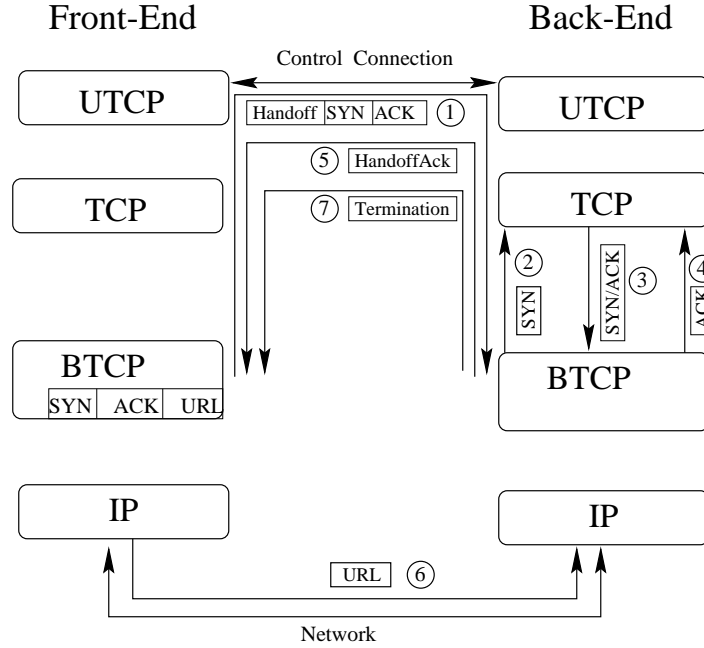 Front-End
Back-End
Control Connection
UTCP
UTCP
Handoff SYN ACK 1
5 HandoffAck
TCP
TCP
7 Termination
2
SYN
SYN/ACK
3
4
ACK
BTCP
BTCP
SYN ACK URL
IP
IP
URL 6
Network